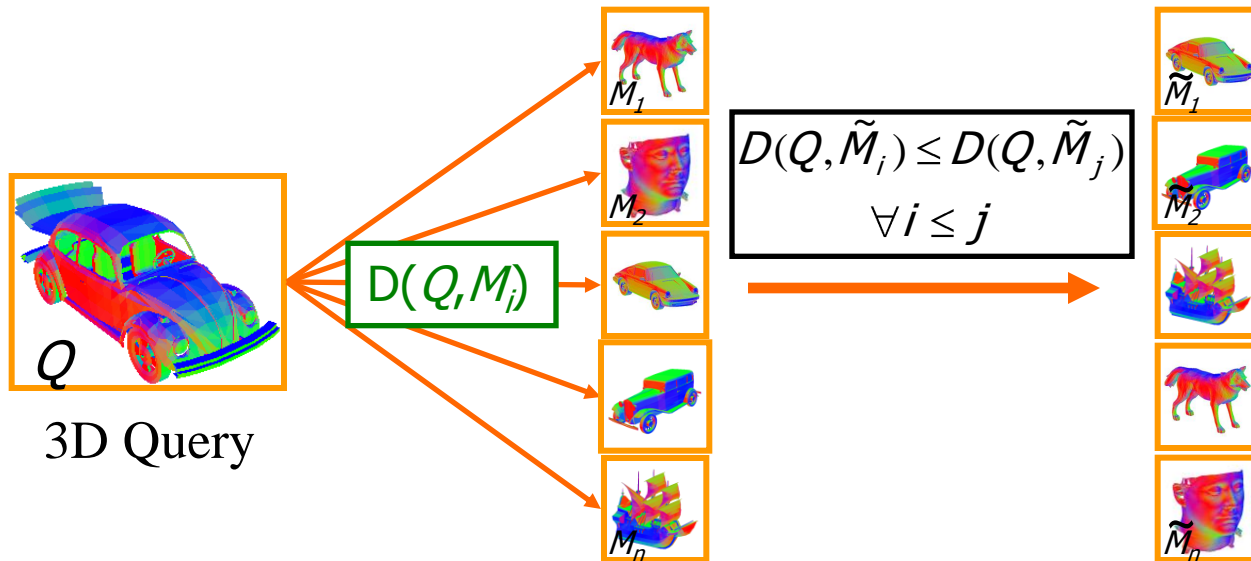 Q
3D Query
D(Q,Mᵢ)
M₁
M₂
Mₙ
D(Q,M̃ᵢ) ≤ D(Q,M̃ⱼ)
∀i ≤ j
M̃₁
M̃₂
M̃ₙ